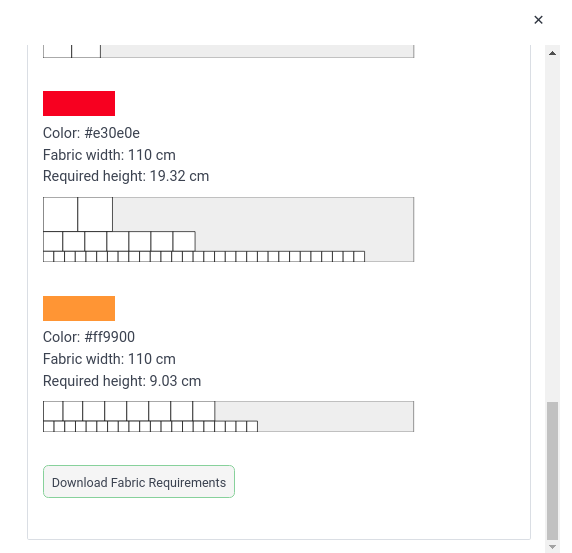 Color: #e30e0e
Fabric width: 110 cm
Required height: 19.32 cm
Color: #ff9900
Fabric width: 110 cm
Required height: 9.03 cm
Download Fabric Requirements